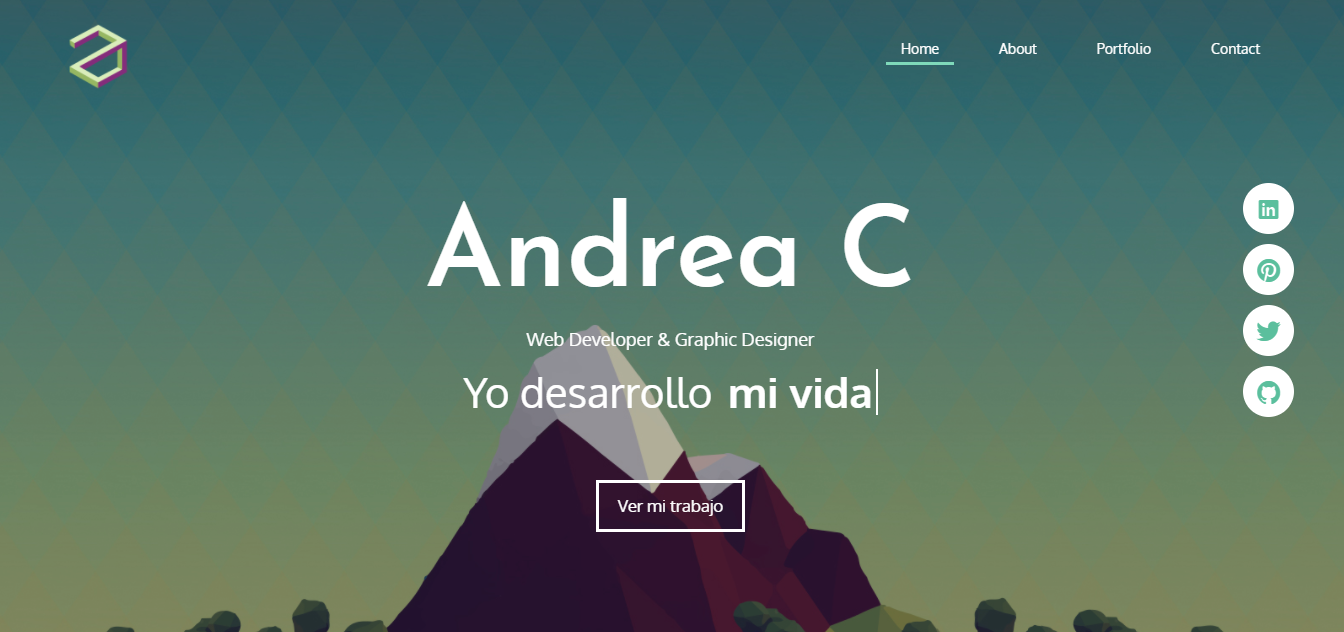 Home About Portfolio Contact
Andrea C
Web Developer & Graphic Designer
Yo desarrollo mi vida
Ver mi trabajo